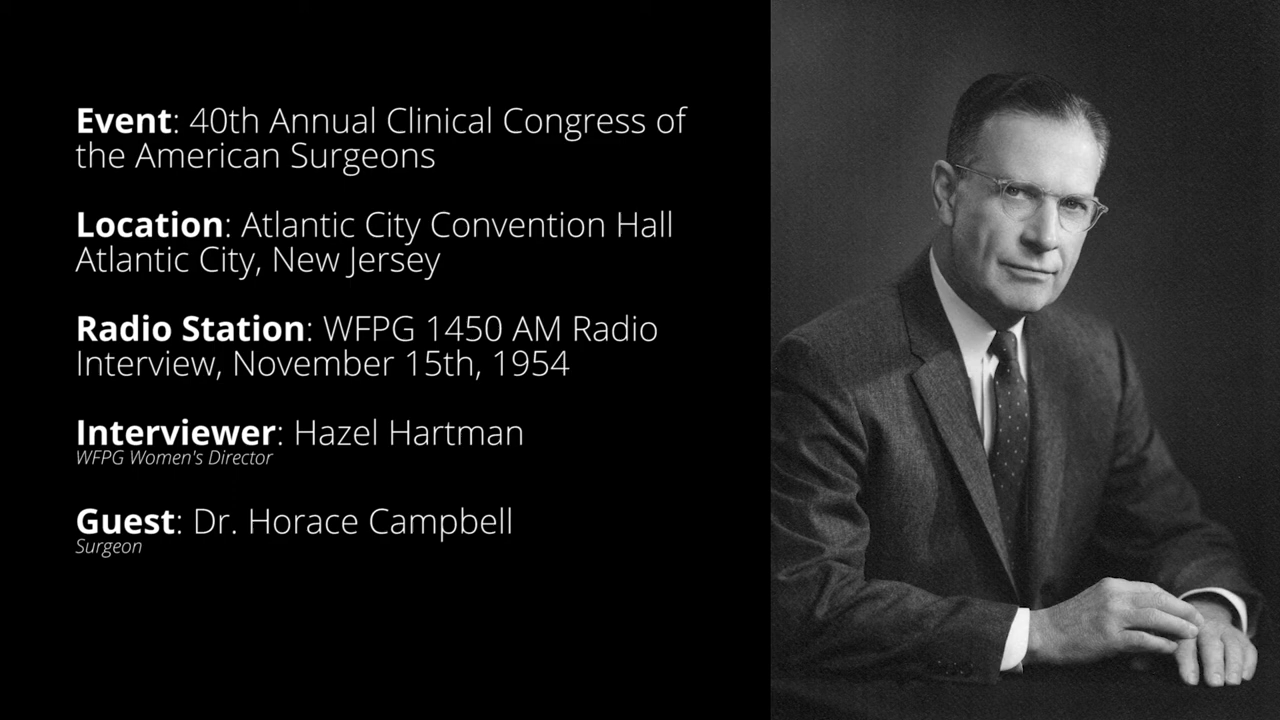 Event: 40th Annual Clinical Congress of
the American Surgeons
Location: Atlantic City Convention Hall
Atlantic City, New Jersey
Radio Station: WFPG 1450 AM Radio
Interview, November 15th, 1954
Interviewer: Hazel Hartman
WFPG Women's Director
Guest: Dr. Horace Campbell
Surgeon